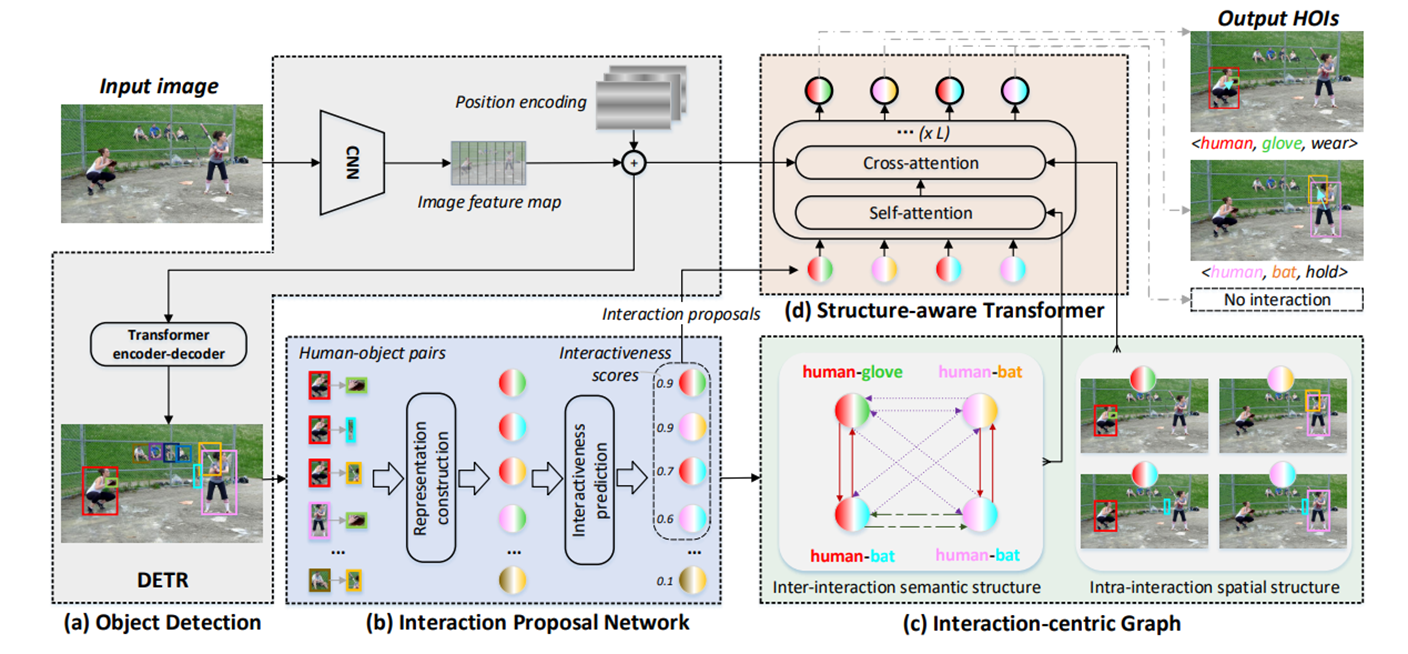 Input image
Position encoding
CNN
Image feature map
Transformer
encoder-decoder
DETR
(a) Object Detection
Human-object pairs
Interactiveness
scores
Representation
construction
Interactiveness
prediction
0.9
0.9
0.7
0.6
...
...
...
0.1
(b) Interaction Proposal Network
Interaction proposals
... (x L)
Cross-attention
Self-attention
(d) Structure-aware Transformer
human-glove
human-bat
human-bat
human-bat
Inter-interaction semantic structure
Intra-interaction spatial structure
(c) Interaction-centric Graph
Output HOIs
<human, glove, wear>
<human, bat, hold>
No interaction